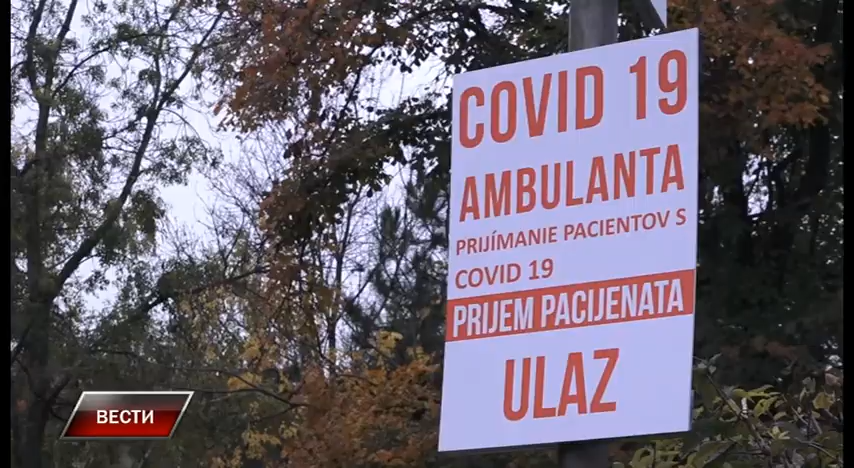 COVID 19
AMBULANTA
PRIJÍMANIE PACIENTOV S
COVID 19
PRIJEM PACIJENATA
ULAZ
ВЕСТИ